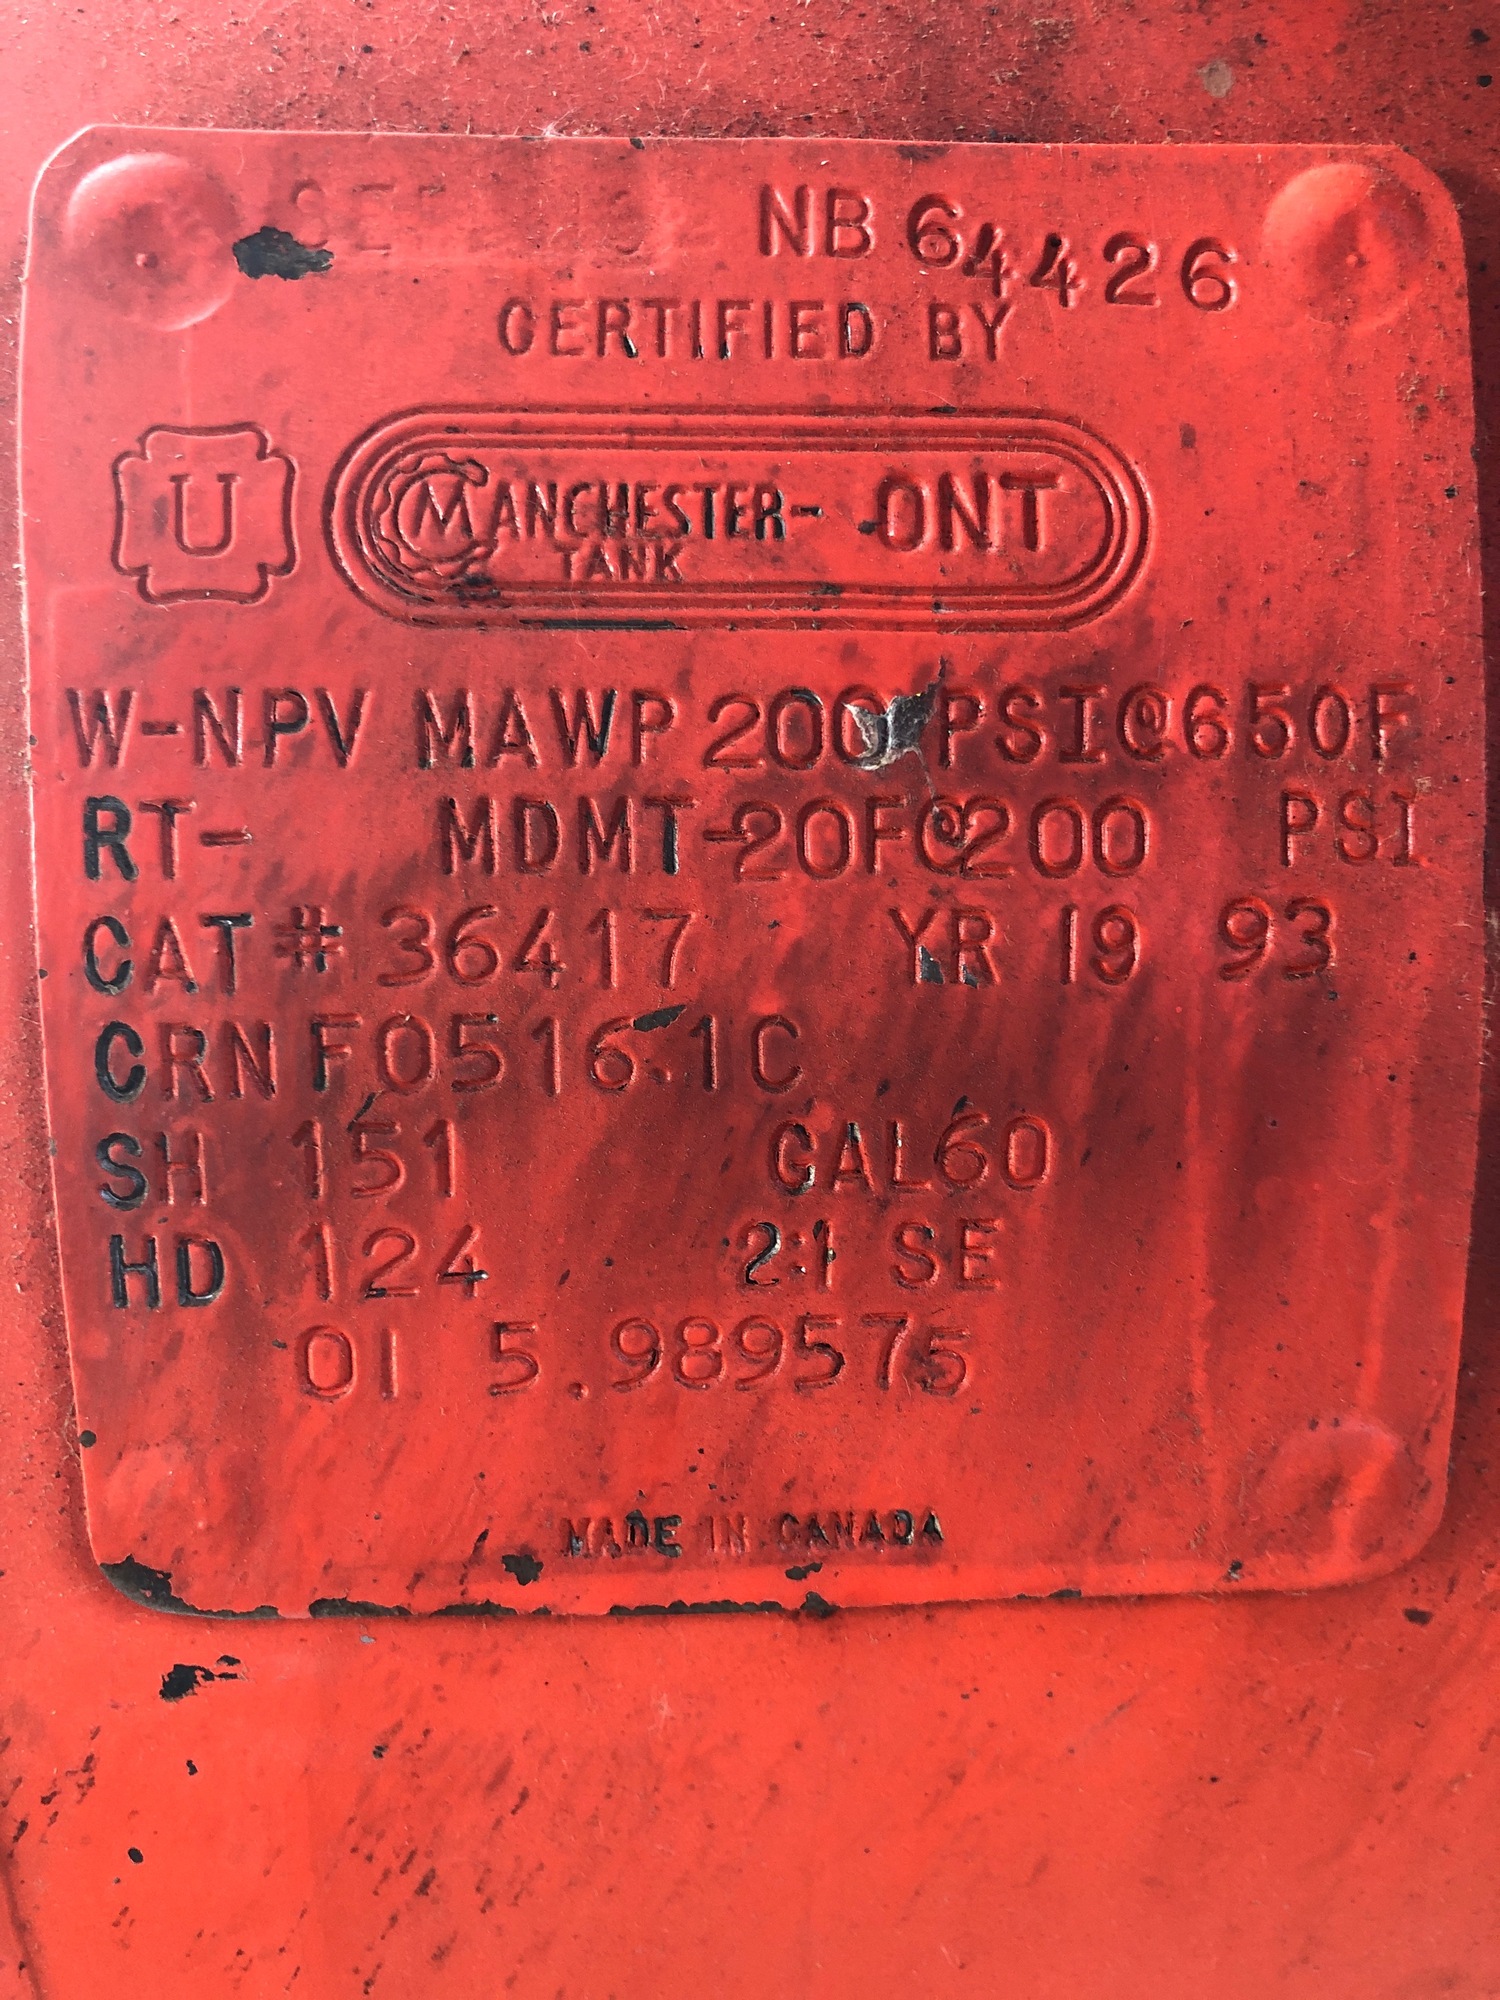 NB 64426
CERTIFIED BY
U
MANCHESTER- ONT
TANK
W-NPV MAWP 200 PSI@650F
RT- MDMT-20F@200 PSI
CAT# 36417 YR 19 93
CRN F0516.1C
SH 151 GAL60
HD 124 2:1 SE
OI 5.989575
MADE IN CANADA